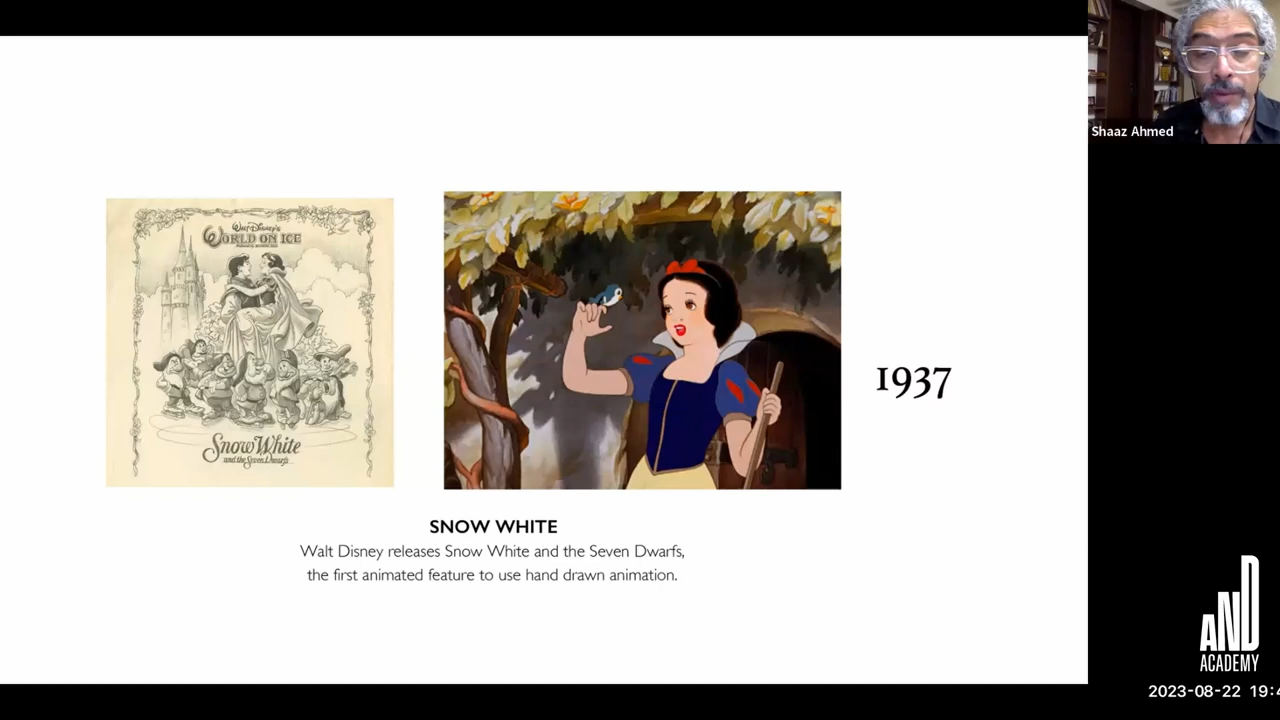 Walt Disney's
WORLD ON ICE
Snow White
and the Seven Dwarfs
1937
SNOW WHITE
Walt Disney releases Snow White and the Seven Dwarfs,
the first animated feature to use hand drawn animation.
Shaaz Ahmed
AND
ACADEMY
2023-08-22 19:4